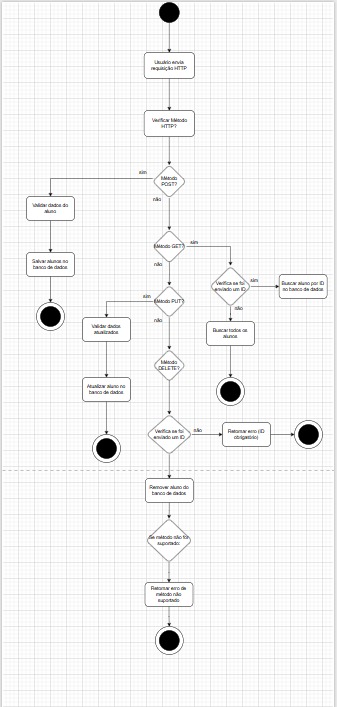 Usuário envia
requisição HTTP
Verificar Método
HTTP?
Método
POST?
sim
não
Validar dados do
aluno
Salvar alunos no
banco de dados
Método GET?
sim
não
Verifica se foi
enviado um ID
sim
não
Buscar aluno por ID
no banco de dados
Buscar todos os
alunos
Método PUT?
sim
não
Validar dados
atualizados
Atualizar aluno no
banco de dados
Método
DELETE?
Verifica se foi
enviado um ID
não
Retornar erro (ID
obrigatório)
Remover aluno do
banco de dados
Se método não for
suportado:
Retornar erro de
método não
suportado